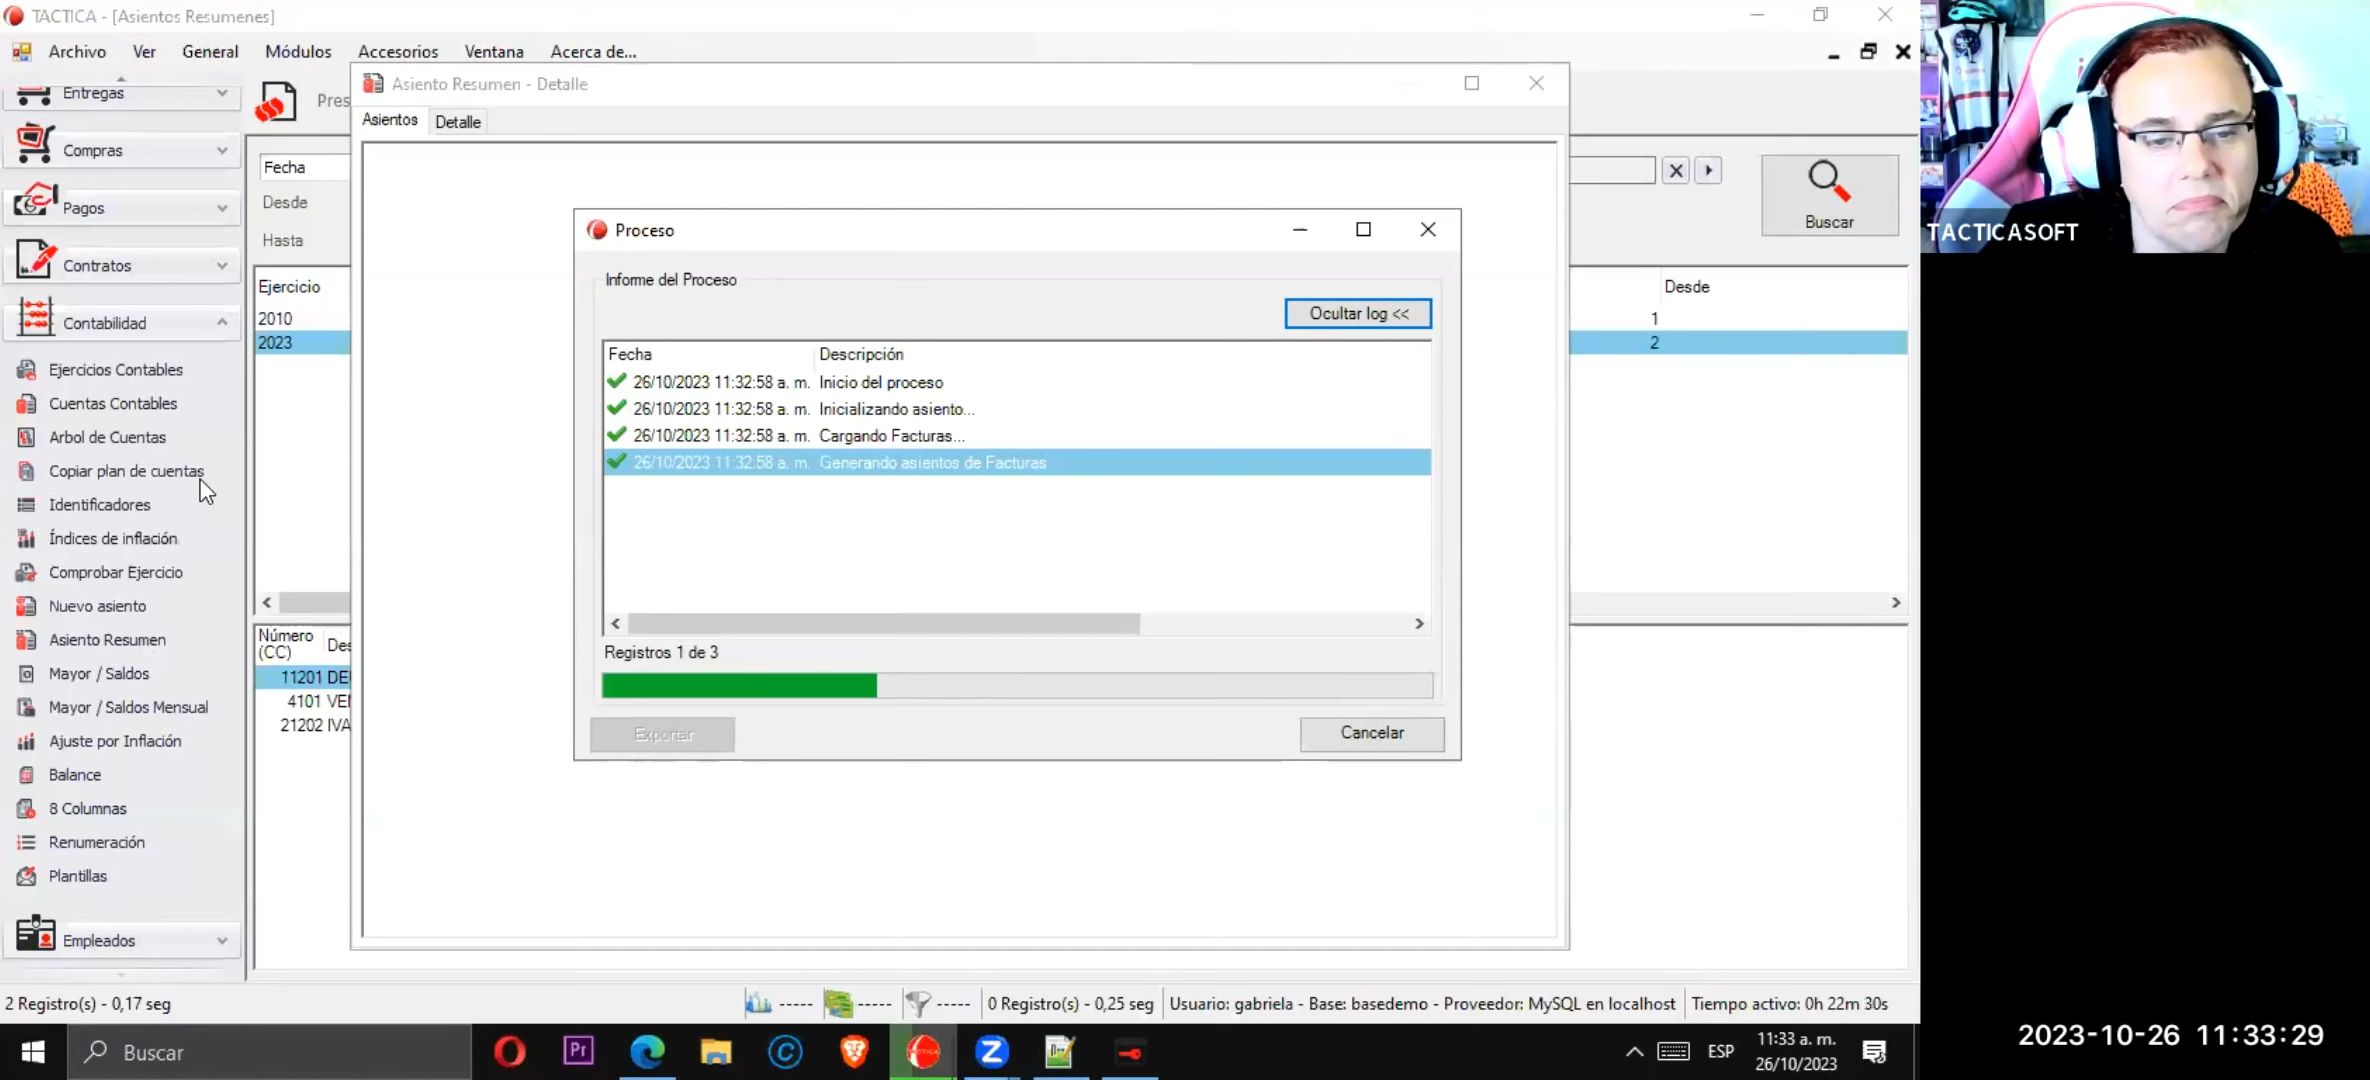 TACTICA - [Asientos Resumenes]
Archivo Ver General Módulos Accesorios Ventana Acerca de...
Entregas
Compras
Pagos
Contratos
Contabilidad
Ejercicios Contables
Cuentas Contables
Arbol de Cuentas
Copiar plan de cuentas
Identificadores
Índices de inflación
Comprobar Ejercicio
Nuevo asiento
Asiento Resumen
Mayor / Saldos
Mayor / Saldos Mensual
Ajuste por Inflación
Balance
8 Columnas
Renumeración
Plantillas
Empleados
Pres
Fecha
Desde
Hasta
Ejercicio
2010
2023
Número
(CC) Des
11201 DE
4101 VE
21202 IVA
Asiento Resumen - Detalle
Asientos Detalle
Proceso
Informe del Proceso
Ocultar log <<
Fecha Descripción
26/10/2023 11:32:58 a. m. Inicio del proceso
26/10/2023 11:32:58 a. m. Inicializando asiento...
26/10/2023 11:32:58 a. m. Cargando Facturas...
26/10/2023 11:32:58 a. m. Generando asientos de Facturas
Registros 1 de 3
Exportar Cancelar
Buscar
Desde
1
2
TACTICASOFT
2 Registro(s) - 0,17 seg
----- ----- ----- 0 Registro(s) - 0,25 seg Usuario: gabriela - Base: basedemo - Proveedor: MySQL en localhost Tiempo activo: 0h 22m 30s
Buscar
Pr
ESP
11:33 a. m.
26/10/2023
2023-10-26 11:33:29